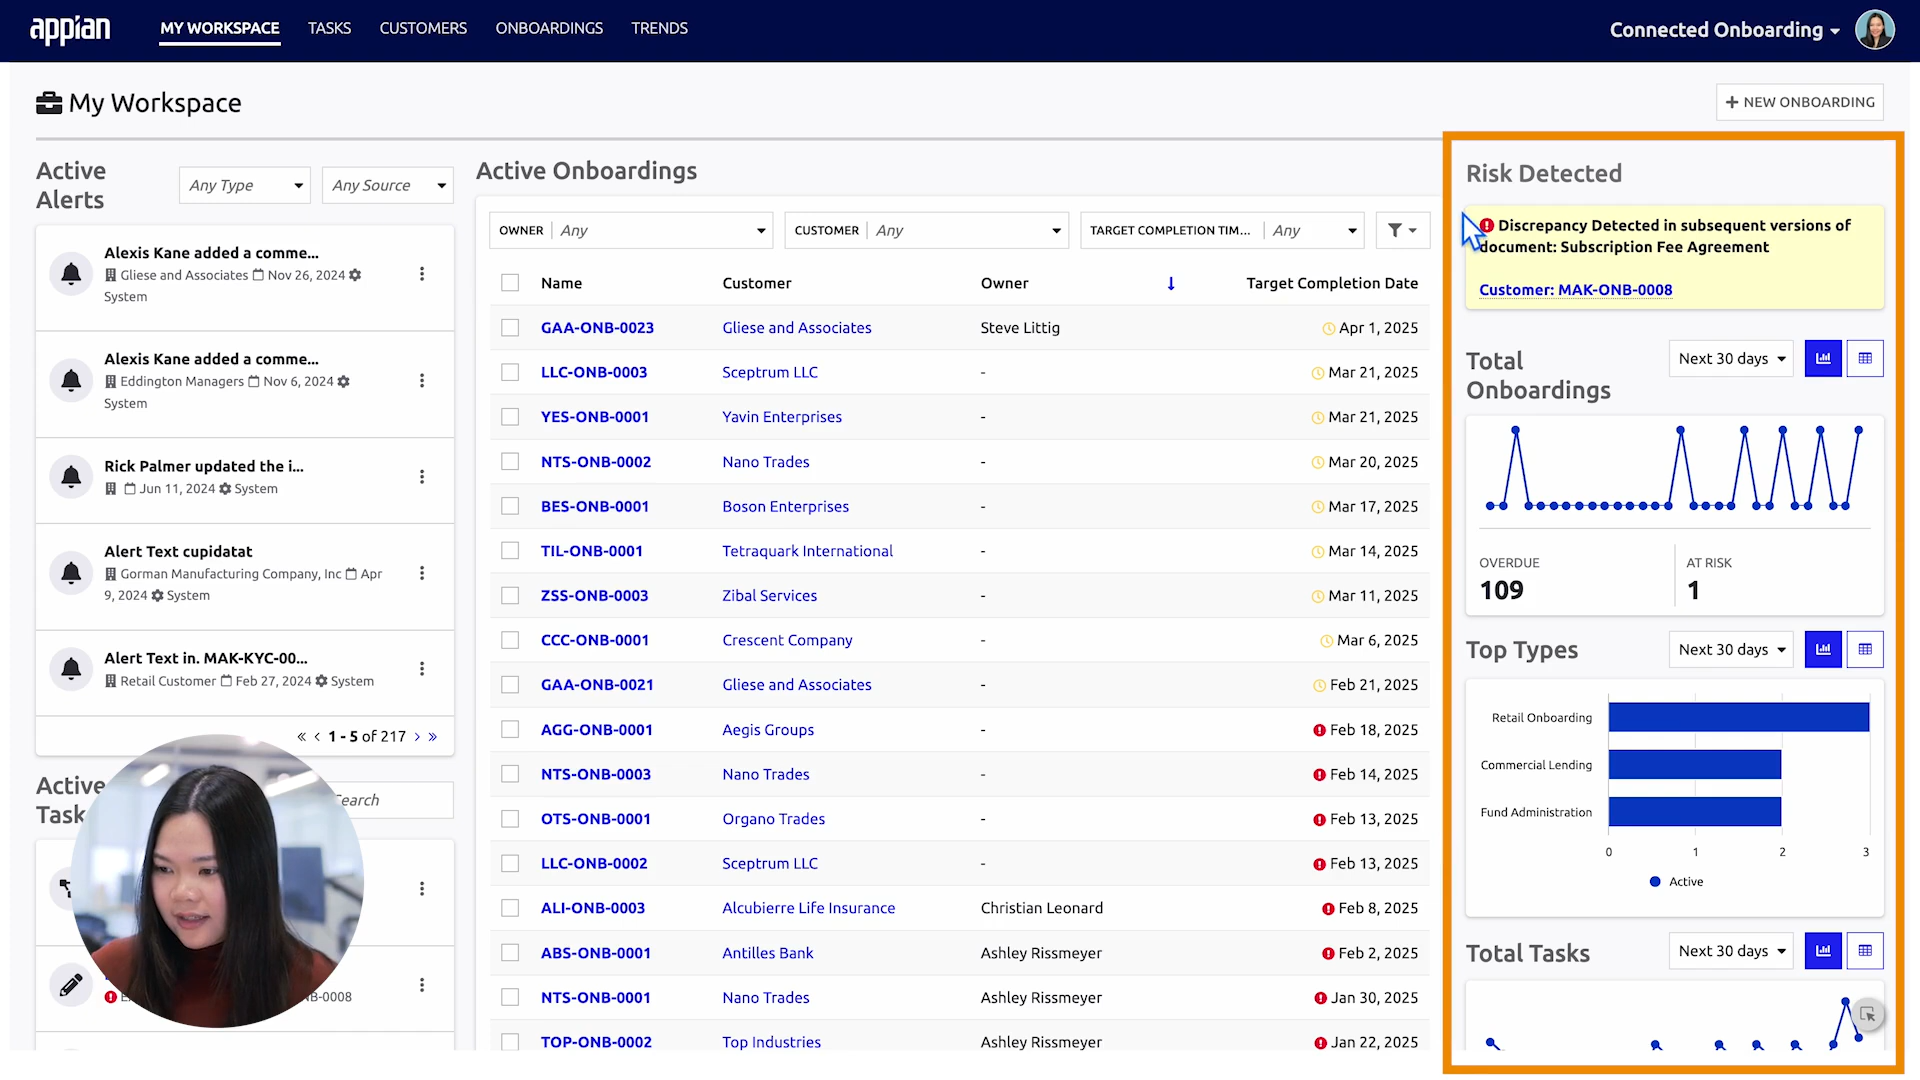 appian
MY WORKSPACE
TASKS
CUSTOMERS
ONBOARDINGS
TRENDS
Connected Onboarding
My Workspace
+ NEW ONBOARDING
Active
Alerts
Any Type
Any Source
Alexis Kane added a comme...
Gliese and Associates Nov 26, 2024
System
Alexis Kane added a comme...
Eddington Managers Nov 6, 2024
System
Rick Palmer updated the i...
Jun 11, 2024 System
Alert Text cupidatat
Gorman Manufacturing Company, Inc Apr
9, 2024 System
Alert Text in. MAK-KYC-00...
Retail Customer Feb 27, 2024 System
« ‹ 1 - 5 of 217 › »
Active
Task
Search
B-0008
Active Onboardings
OWNER Any
CUSTOMER Any
TARGET COMPLETION TIM... Any
Name Customer Owner Target Completion Date
GAA-ONB-0023 Gliese and Associates Steve Littig Apr 1, 2025
LLC-ONB-0003 Sceptrum LLC - Mar 21, 2025
YES-ONB-0001 Yavin Enterprises - Mar 21, 2025
NTS-ONB-0002 Nano Trades - Mar 20, 2025
BES-ONB-0001 Boson Enterprises - Mar 17, 2025
TIL-ONB-0001 Tetraquark International - Mar 14, 2025
ZSS-ONB-0003 Zibal Services - Mar 11, 2025
CCC-ONB-0001 Crescent Company - Mar 6, 2025
GAA-ONB-0021 Gliese and Associates - Feb 21, 2025
AGG-ONB-0001 Aegis Groups - Feb 18, 2025
NTS-ONB-0003 Nano Trades - Feb 14, 2025
OTS-ONB-0001 Organo Trades - Feb 13, 2025
LLC-ONB-0002 Sceptrum LLC - Feb 13, 2025
ALI-ONB-0003 Alcubierre Life Insurance Christian Leonard Feb 8, 2025
ABS-ONB-0001 Antilles Bank Ashley Rissmeyer Feb 2, 2025
NTS-ONB-0001 Nano Trades Ashley Rissmeyer Jan 30, 2025
TOP-ONB-0002 Top Industries Ashley Rissmeyer Jan 22, 2025
Risk Detected
Discrepancy Detected in subsequent versions of
document: Subscription Fee Agreement
Customer: MAK-ONB-0008
Total
Onboardings
Next 30 days
OVERDUE
109
AT RISK
1
Top Types
Next 30 days
Retail Onboarding
Commercial Lending
Fund Administration
0 1 2 3
Active
Total Tasks
Next 30 days